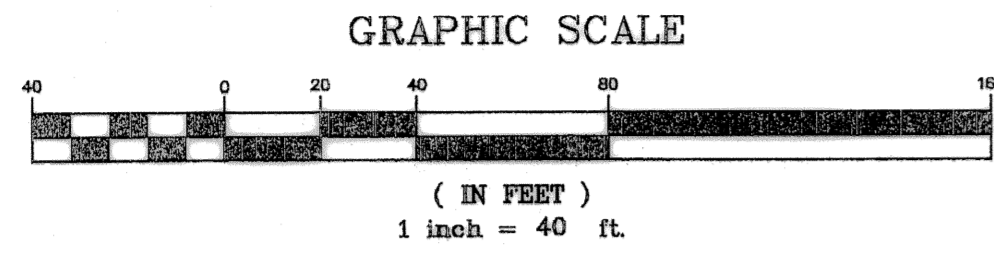 GRAPHIC SCALE
40 0 20 40 80 16
( IN FEET )
1 inch = 40 ft.